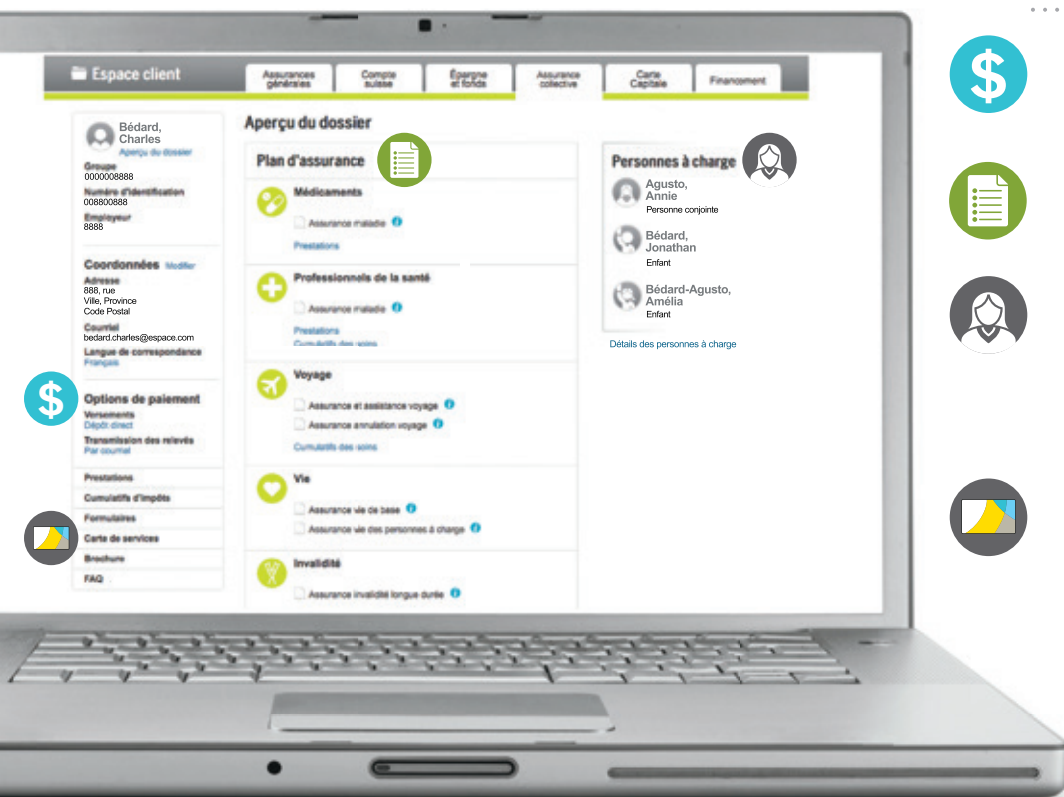 Espace client
Assurances
générales
Compte
suisse
Épargne
et fonds
Assurance
collective
Carte
Capitale
Financement
Bédard,
Charles
Aperçu du dossier
Groupe
0000008888
Numéro d'identification
008800888
Employeur
8888
Coordonnées Modifier
Adresse
888, rue
Ville, Province
Code Postal
Courriel
bedard.charles@espace.com
Langue de correspondance
Français
Options de paiement
Versements
Dépôt direct
Transmission des relevés
Par courriel
Prestations
Cumulatifs d'impôts
Formulaires
Carte de services
Brochure
FAQ
Aperçu du dossier
Plan d'assurance
Médicaments
Assurance maladie
Prestations
Professionnels de la santé
Assurance maladie
Prestations
Cumulatifs des soins
Voyage
Assurance et assistance voyage
Assurance annulation voyage
Cumulatifs des soins
Vie
Assurance vie de base
Assurance vie des personnes à charge
Invalidité
Assurance invalidité longue durée
Personnes à charge
Agusto,
Annie
Personne conjointe
Bédard,
Jonathan
Enfant
Bédard-Agusto,
Amélia
Enfant
Détails des personnes à charge
$
$